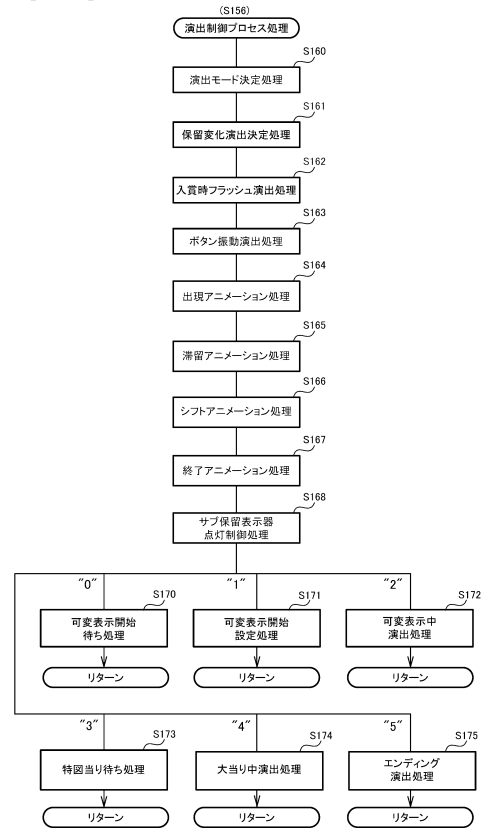 (S156)
演出制御プロセス処理
S160
演出モード決定処理
S161
保留変化演出決定処理
S162
入賞時フラッシュ演出処理
S163
ボタン振動演出処理
S164
出現アニメーション処理
S165
滞留アニメーション処理
S166
シフトアニメーション処理
S167
終了アニメーション処理
S168
サブ保留表示器
点灯制御処理
"0"
S170
可変表示開始
待ち処理
リターン
"1"
S171
可変表示開始
設定処理
リターン
"2"
S172
可変表示中
演出処理
リターン
"3"
S173
特図当り待ち処理
リターン
"4"
S174
大当り中演出処理
リターン
"5"
S175
エンディング
演出処理
リターン